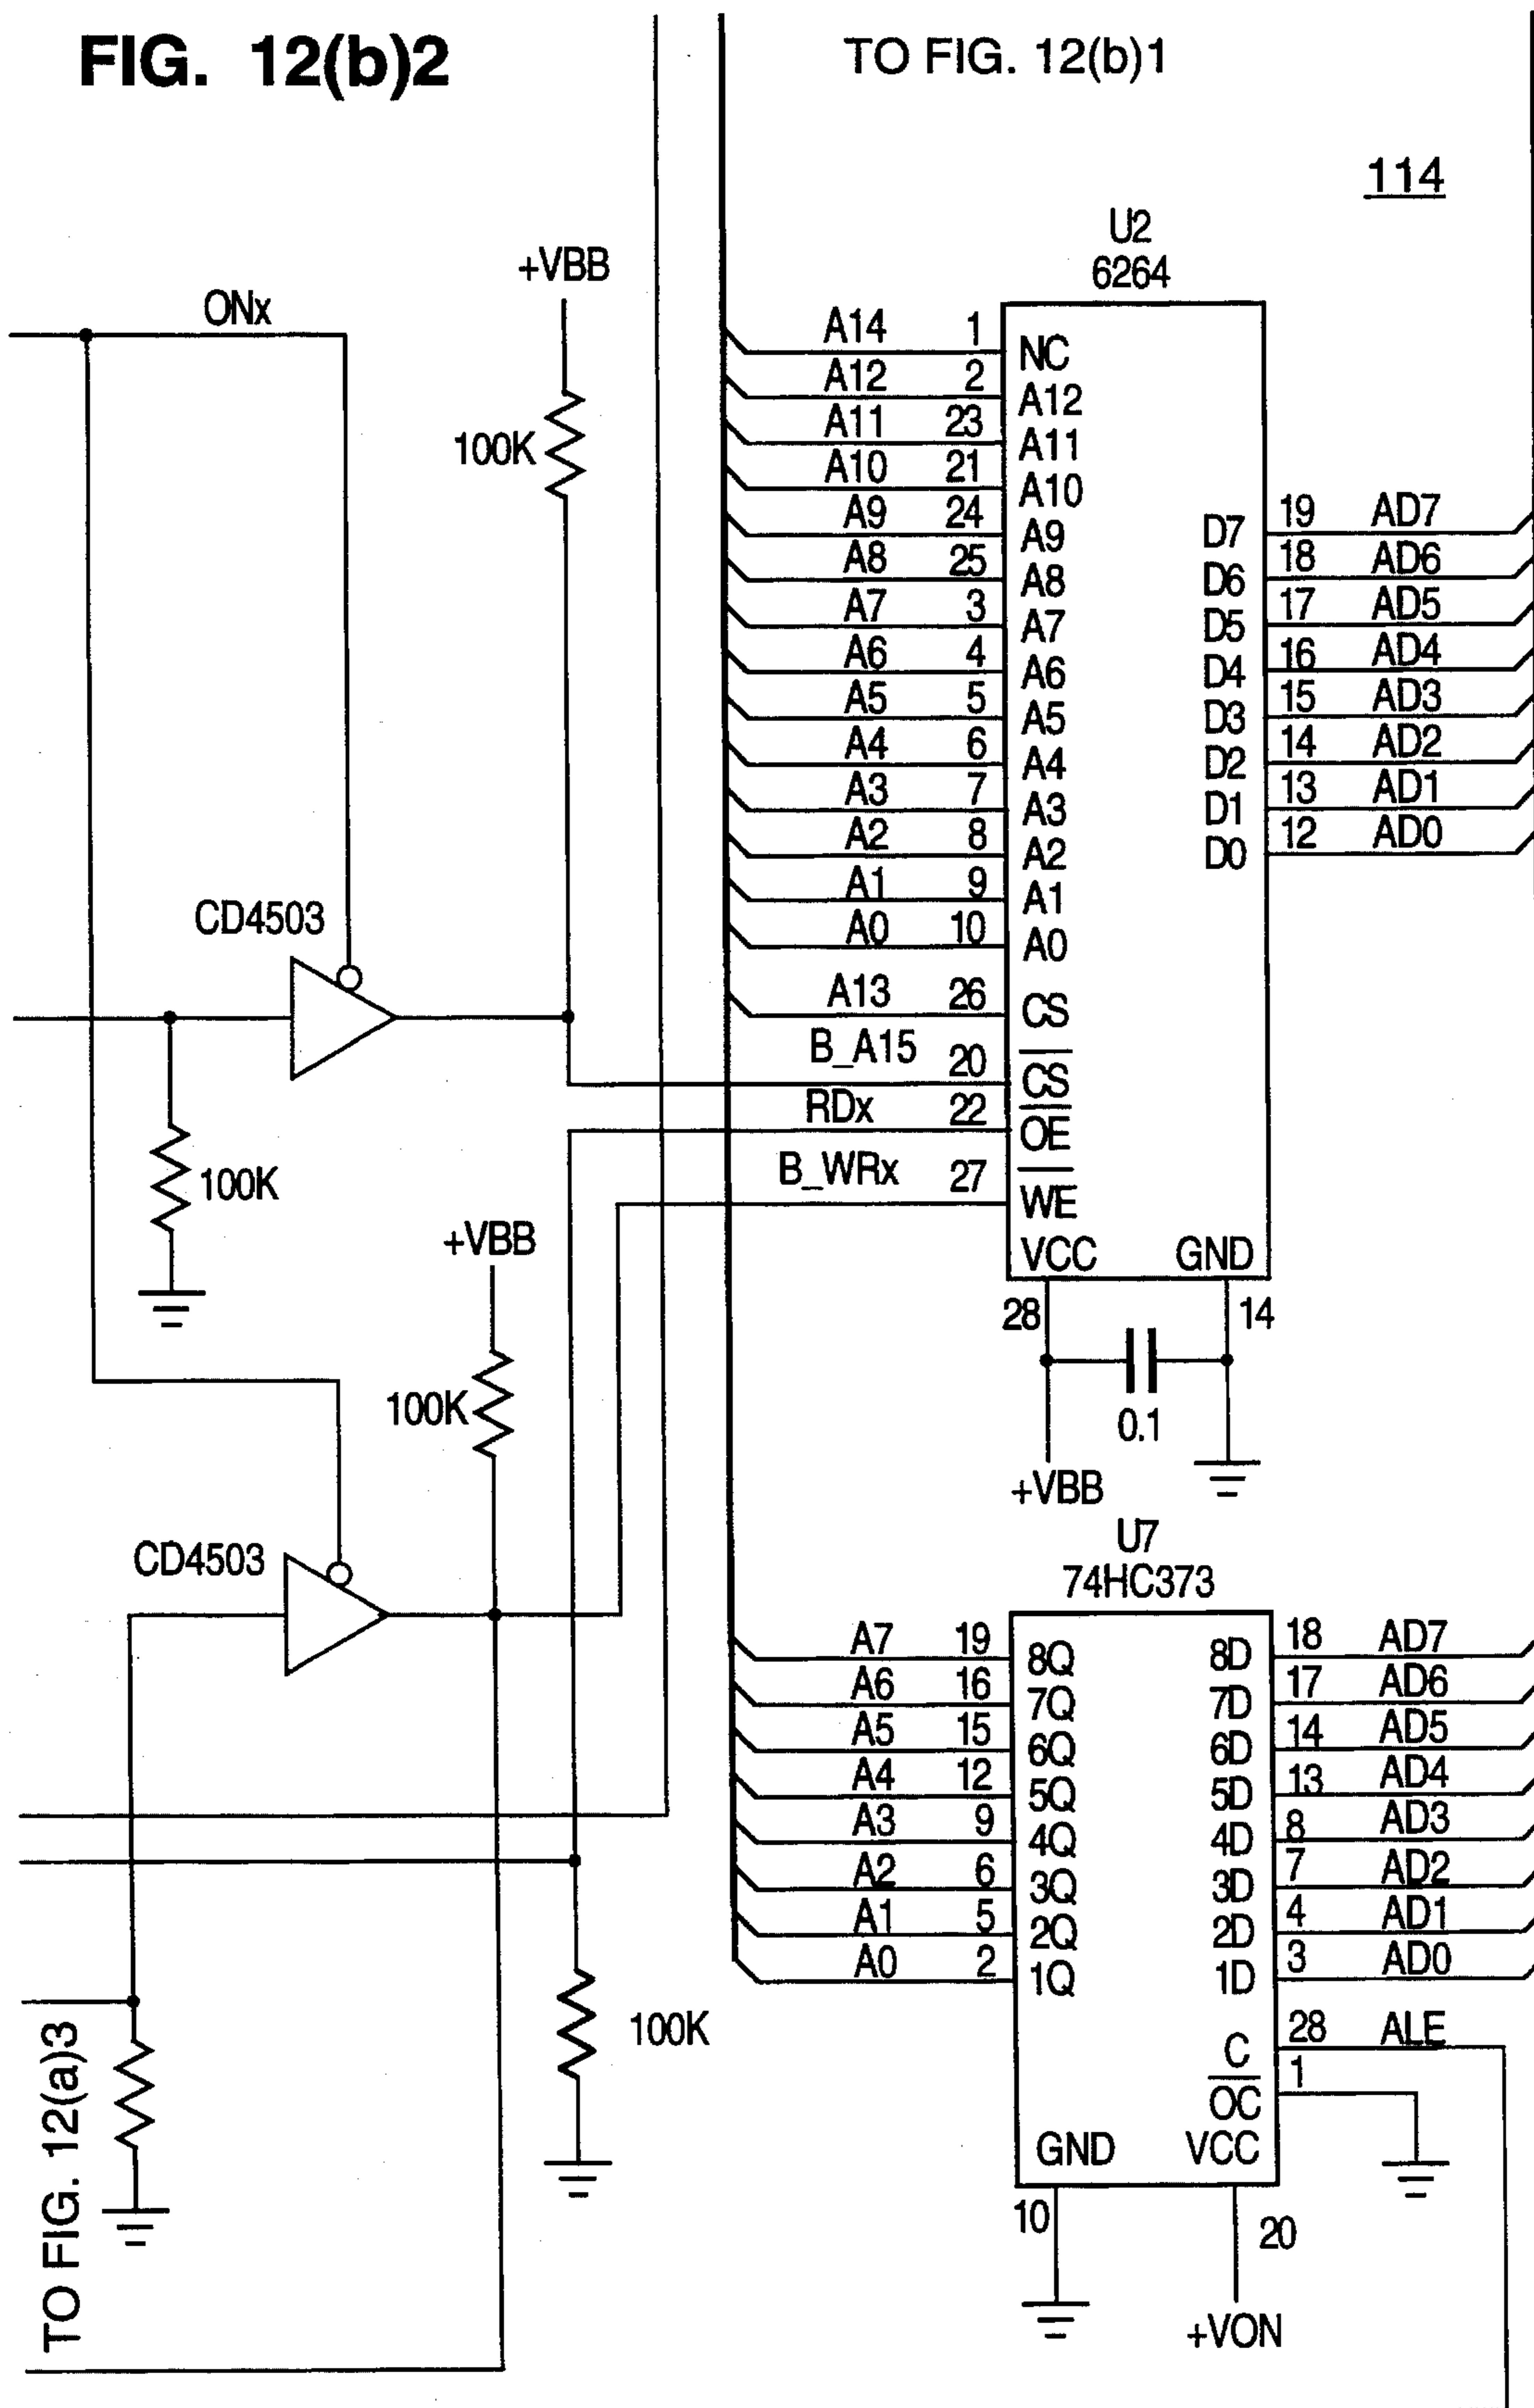 FIG. 12(b)2
TO FIG. 12(b)1
114
U2
6264
+VBB
ONx
100K
A14 1 NC
A12 2 A12
A11 23 A11
A10 21 A10
A9 24 A9
A8 25 A8
A7 3 A7
A6 4 A6
A5 5 A5
A4 6 A4
A3 7 A3
A2 8 A2
A1 9 A1
A0 10 A0
D7 19 AD7
D6 18 AD6
D5 17 AD5
D4 16 AD4
D3 15 AD3
D2 14 AD2
D1 13 AD1
D0 12 AD0
CD4503
A13 26 CS
B_A15 20 CS
RDx 22 OE
B_WRx 27 WE
100K
VCC GND
28 14
0.1
+VBB
+VBB
100K
CD4503
U7
74HC373
A7 19 8Q 8D 18 AD7
A6 16 7Q 7D 17 AD6
A5 15 6Q 6D 14 AD5
A4 12 5Q 5D 13 AD4
A3 9 4Q 4D 8 AD3
A2 6 3Q 3D 7 AD2
A1 5 2Q 2D 4 AD1
A0 2 1Q 1D 3 AD0
C 28 ALE
OC 1
GND VCC
10 20
+VON
100K
TO FIG. 12(a)3